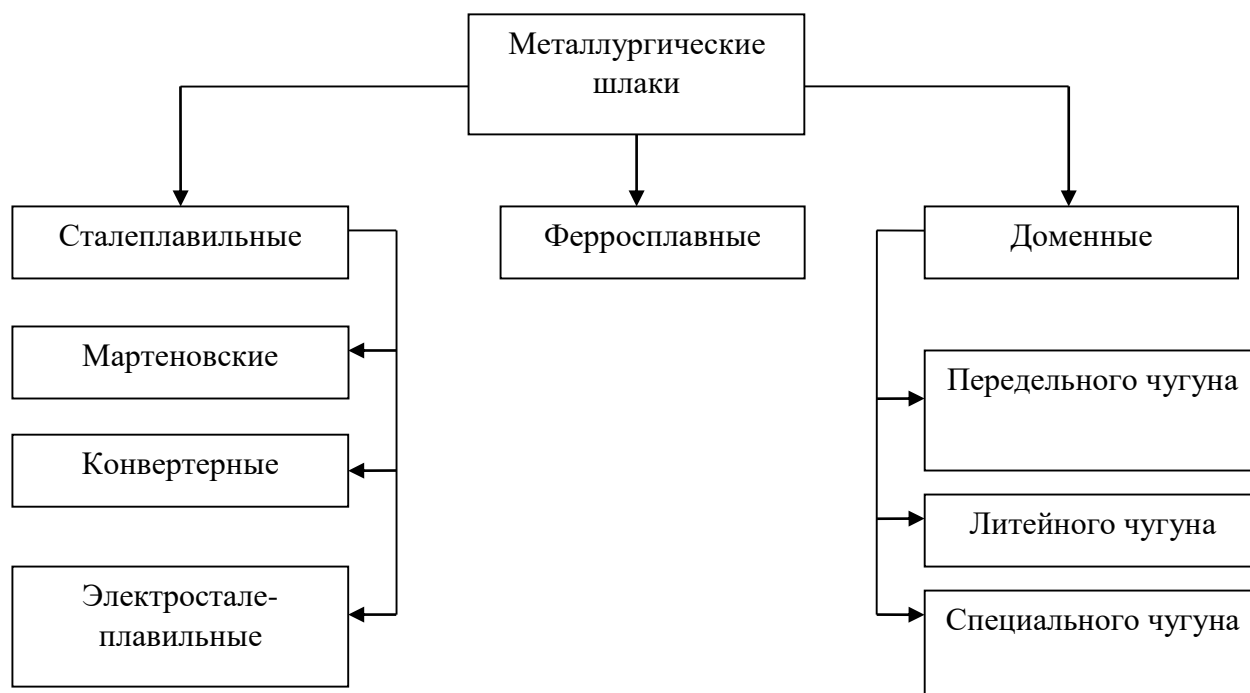 Металлургические
шлаки
Сталеплавильные
Ферросплавные
Доменные
Мартеновские
Передельного чугуна
Конвертерные
Литейного чугуна
Электростале-
плавильные
Специального чугуна